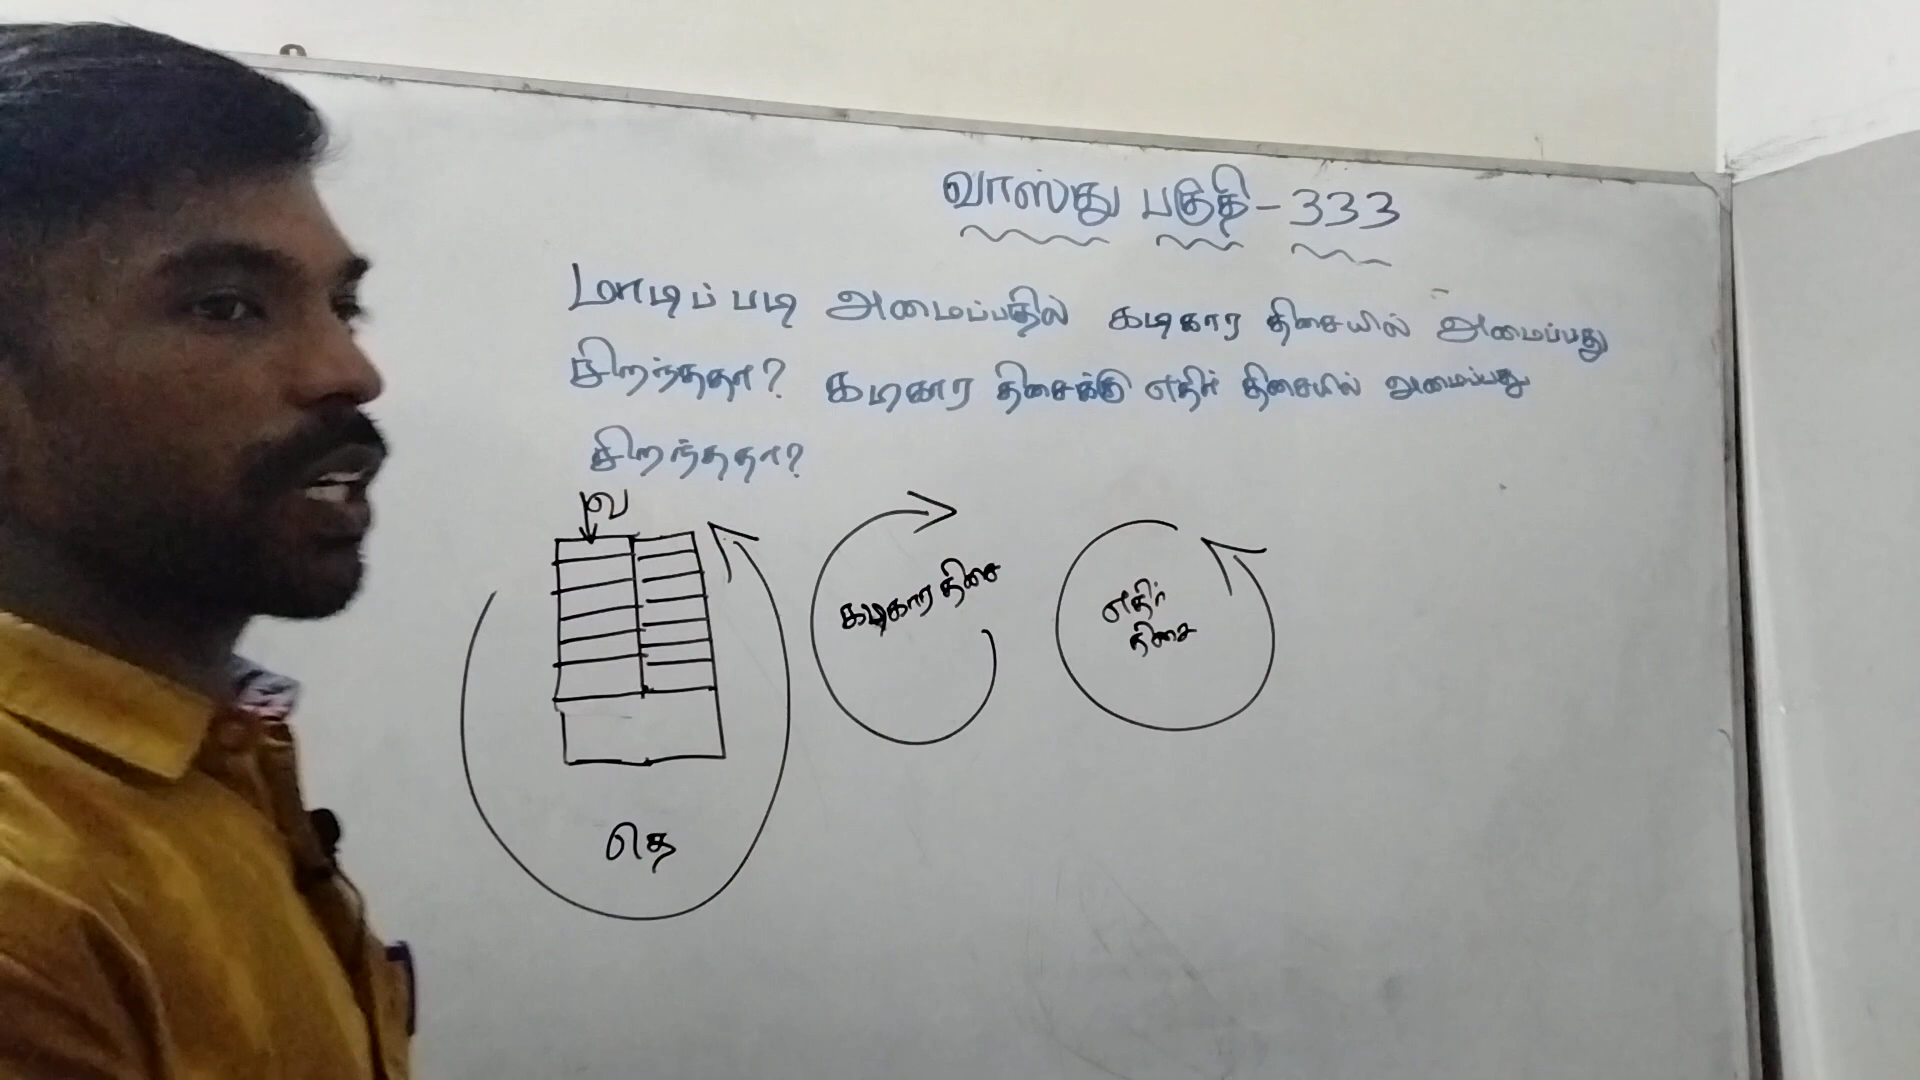 வாஸ்து பகுதி - 333
மாடிப் படி அமைப்பதில் கடிகார திசையில் அமைப்பது
சிறந்ததா? கடிகார திசைக்கு எதிர் திசையில் அமைப்பது
சிறந்ததா?
வ
கடிகார திசை
எதிர்
திசை
தெ